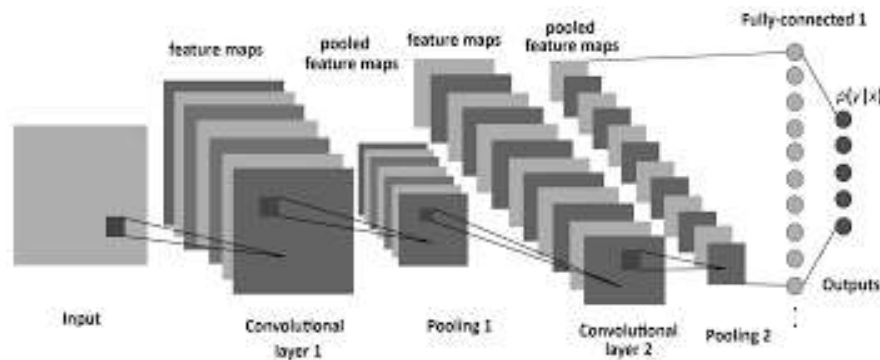 Fully-connected 1
feature maps
pooled
feature maps
feature maps
pooled
feature maps
p(y|x)
Input
Convolutional
layer 1
Pooling 1
Convolutional
layer 2
Pooling 2
Outputs